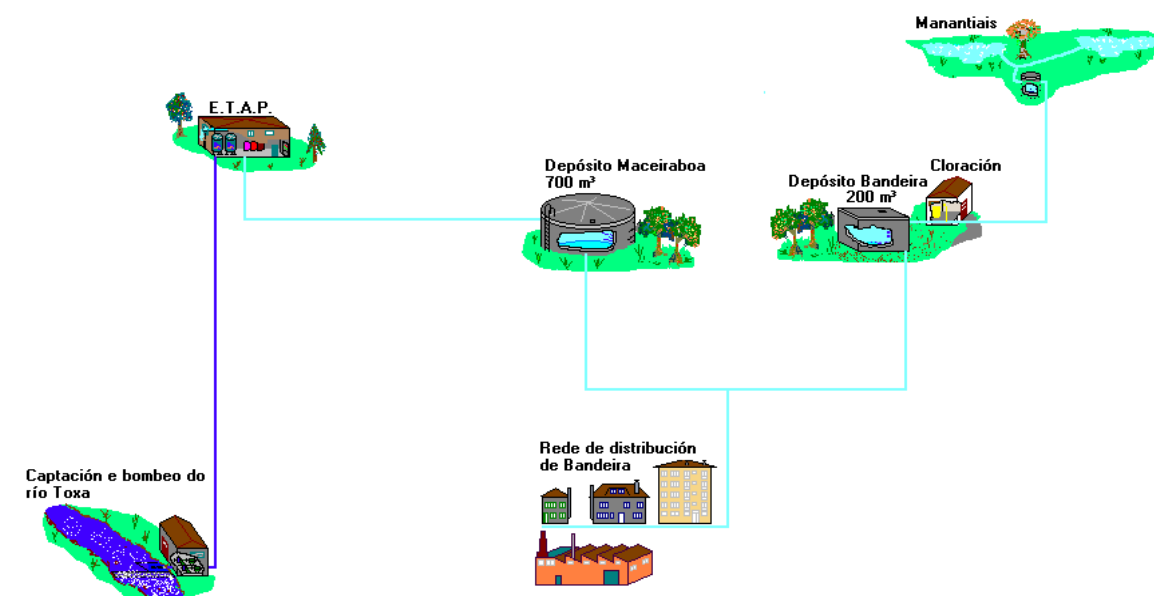 Manantiais
E.T.A.P.
Depósito Maceiraboa
700 m³
Cloración
Depósito Bandeira
200 m³
Rede de distribución
de Bandeira
Captación e bombeo do
río Toxa